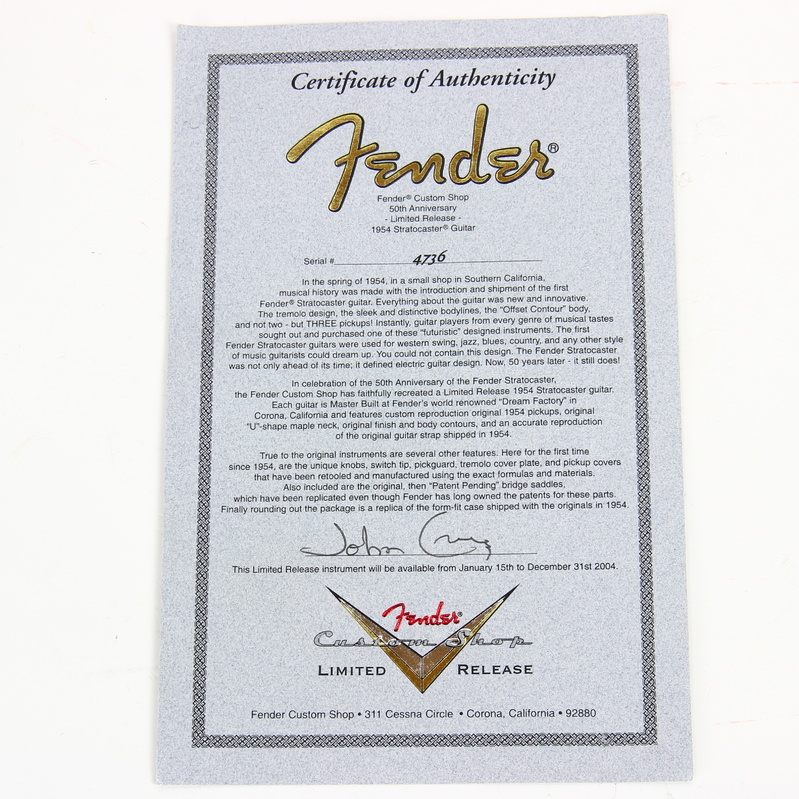 Certificate of Authenticity
Fender®
Fender® Custom Shop
50th Anniversary
- Limited Release -
1954 Stratocaster® Guitar
Serial # 4736
In the spring of 1954, in a small shop in Southern California,
musical history was made with the introduction and shipment of the first
Fender® Stratocaster guitar. Everything about the guitar was new and innovative.
The tremolo design, the sleek and distinctive bodylines, the "Offset Contour" body,
and not two - but THREE pickups! Instantly, guitar players from every genre of musical tastes
sought out and purchased one of these "futuristic" designed instruments. The first
Fender Stratocaster guitars were used for western swing, jazz, blues, country, and any other style
of music guitarists could dream up. You could not contain this design. The Fender Stratocaster
was not only ahead of its time; it defined electric guitar design. Now, 50 years later - it still does!
In celebration of the 50th Anniversary of the Fender Stratocaster,
the Fender Custom Shop has faithfully recreated a Limited Release 1954 Stratocaster guitar.
Each guitar is Master Built at Fender's world renowned "Dream Factory" in
Corona, California and features custom reproduction original 1954 pickups, original
"U"-shape maple neck, original finish and body contours, and an accurate reproduction
of the original guitar strap shipped in 1954.
True to the original instruments are several other features. Here for the first time
since 1954, are the unique knobs, switch tip, pickguard, tremolo cover plate, and pickup covers
that have been retooled and manufactured using the exact formulas and materials.
Also included are the original, then "Patent Pending" bridge saddles,
which have been replicated even though Fender has long owned the patents for these parts.
Finally rounding out the package is a replica of the form-fit case shipped with the originals in 1954.
John Cruz
This Limited Release instrument will be available from January 15th to December 31st 2004.
Fender®
Custom Shop
LIMITED RELEASE
Fender Custom Shop • 311 Cessna Circle • Corona, California • 92880